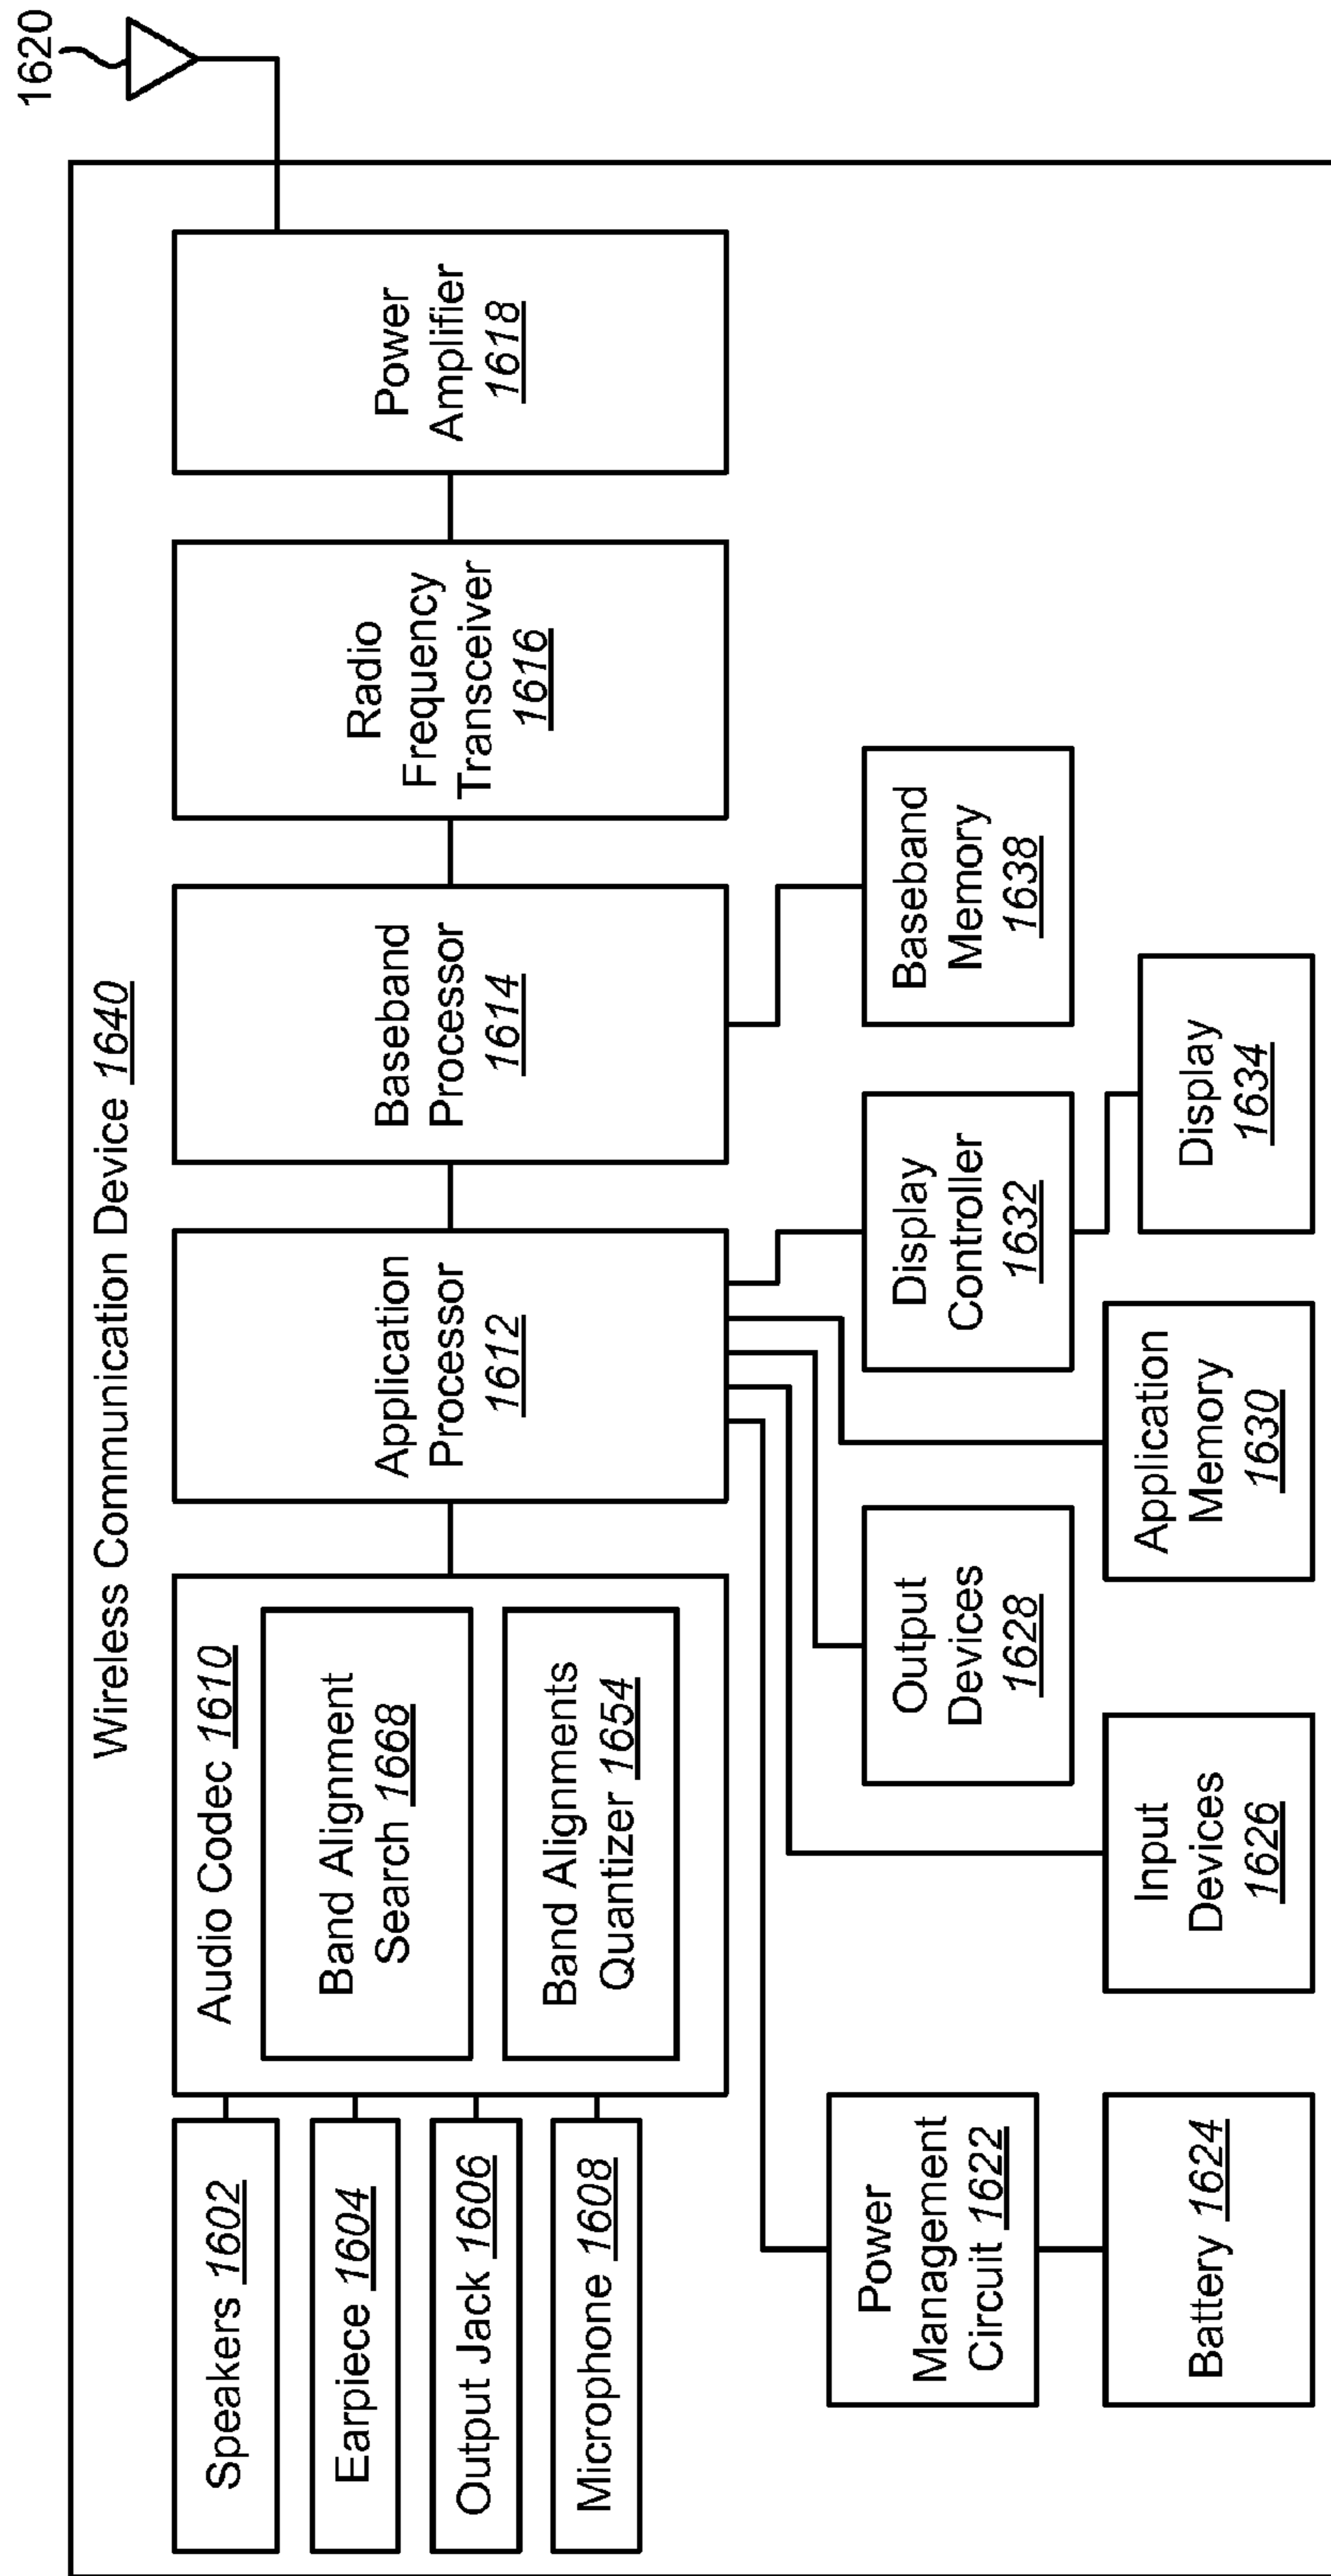 1620
Wireless Communication Device 1640
Speakers 1602
Earpiece 1604
Output Jack 1606
Microphone 1608
Audio Codec 1610
Band Alignment
Search 1668
Band Alignments
Quantizer 1654
Application
Processor
1612
Baseband
Processor
1614
Radio
Frequency
Transceiver
1616
Power
Amplifier
1618
Power
Management
Circuit 1622
Battery 1624
Input
Devices
1626
Output
Devices
1628
Application
Memory
1630
Display
Controller
1632
Display
1634
Baseband
Memory
1638